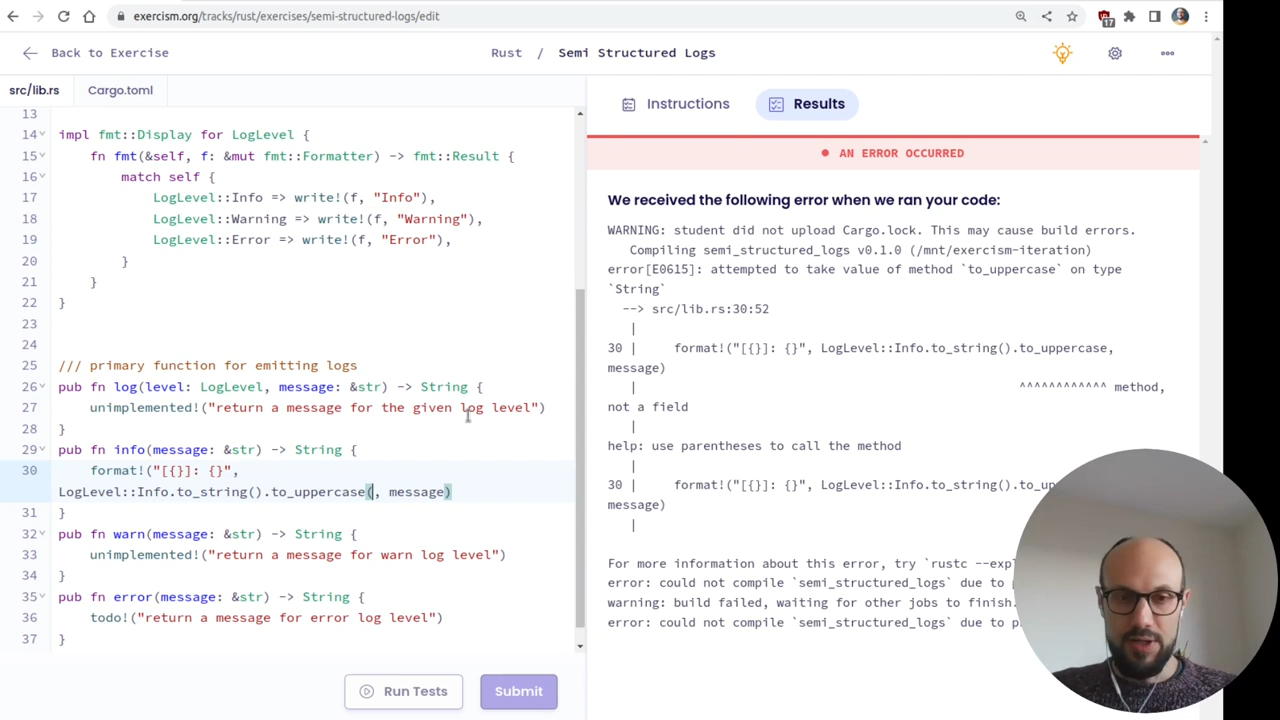 exercism.org/tracks/rust/exercises/semi-structured-logs/edit
17
Back to Exercise
Rust / Semi Structured Logs
src/lib.rs
Cargo.toml
Instructions
Results
13
14 impl fmt::Display for LogLevel {
15 fn fmt(&self, f: &mut fmt::Formatter) -> fmt::Result {
16 match self {
17 LogLevel::Info => write!(f, "Info"),
18 LogLevel::Warning => write!(f, "Warning"),
19 LogLevel::Error => write!(f, "Error"),
20 }
21 }
22 }
23
24
25 /// primary function for emitting logs
26 pub fn log(level: LogLevel, message: &str) -> String {
27 unimplemented!("return a message for the given log level")
28 }
29 pub fn info(message: &str) -> String {
30 format!("[{}]: {}",
LogLevel::Info.to_string().to_uppercase(, message)
31 }
32 pub fn warn(message: &str) -> String {
33 unimplemented!("return a message for warn log level")
34 }
35 pub fn error(message: &str) -> String {
36 todo!("return a message for error log level")
37 }
Run Tests
Submit
AN ERROR OCCURRED
We received the following error when we ran your code:
WARNING: student did not upload Cargo.lock. This may cause build errors.
Compiling semi_structured_logs v0.1.0 (/mnt/exercism-iteration)
error[E0615]: attempted to take value of method `to_uppercase` on type
`String`
--> src/lib.rs:30:52
|
30 | format!("[{}]: {}", LogLevel::Info.to_string().to_uppercase,
message)
| ^^^^^^^^^^^^ method,
not a field
|
help: use parentheses to call the method
|
30 | format!("[{}]: {}", LogLevel::Info.to_string().to_up
message)
|
For more information about this error, try `rustc --exp
error: could not compile `semi_structured_logs` due to
warning: build failed, waiting for other jobs to finish.
error: could not compile `semi_structured_logs` due to